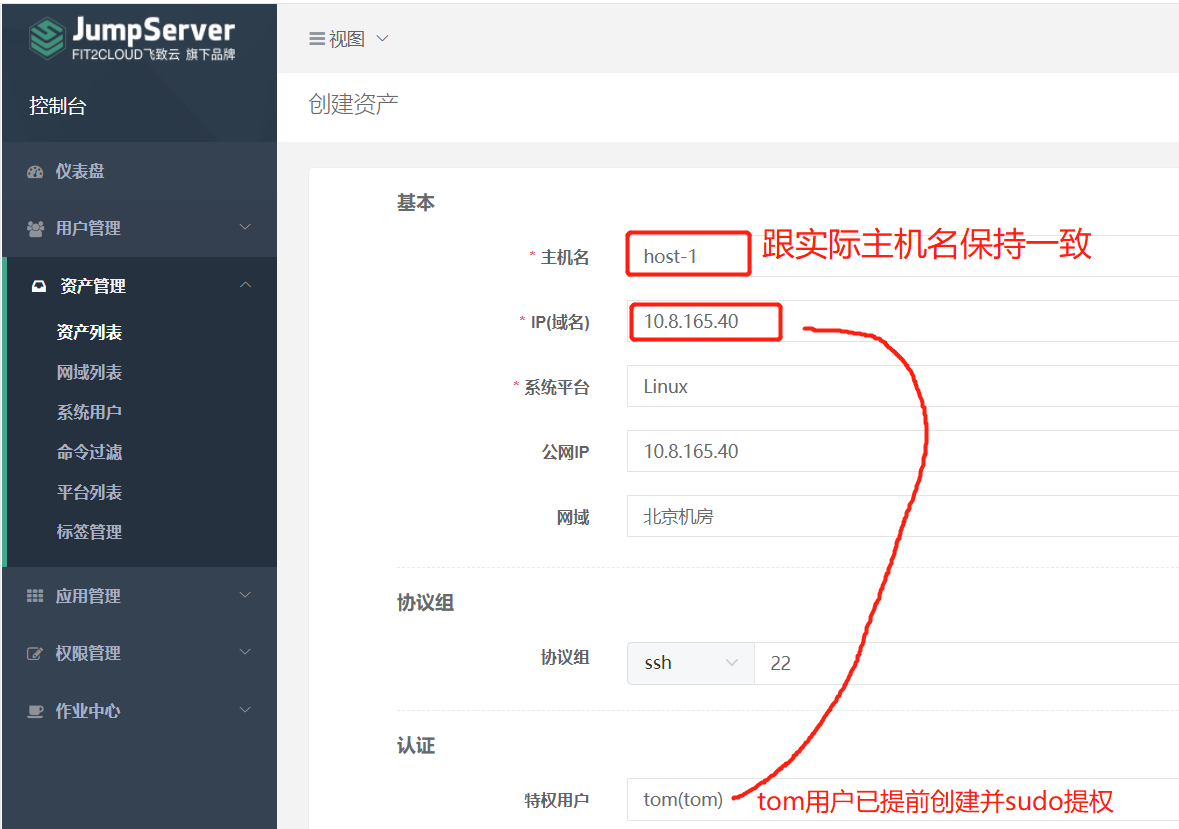 JumpServer
FIT2CLOUD飞致云 旗下品牌
控制台
仪表盘
用户管理
资产管理
资产列表
网域列表
系统用户
命令过滤
平台列表
标签管理
应用管理
权限管理
作业中心
视图
创建资产
基本
* 主机名 host-1 跟实际主机名保持一致
* IP(域名) 10.8.165.40
* 系统平台 Linux
公网IP 10.8.165.40
网域 北京机房
协议组
协议组 ssh 22
认证
特权用户 tom(tom) tom用户已提前创建并sudo提权